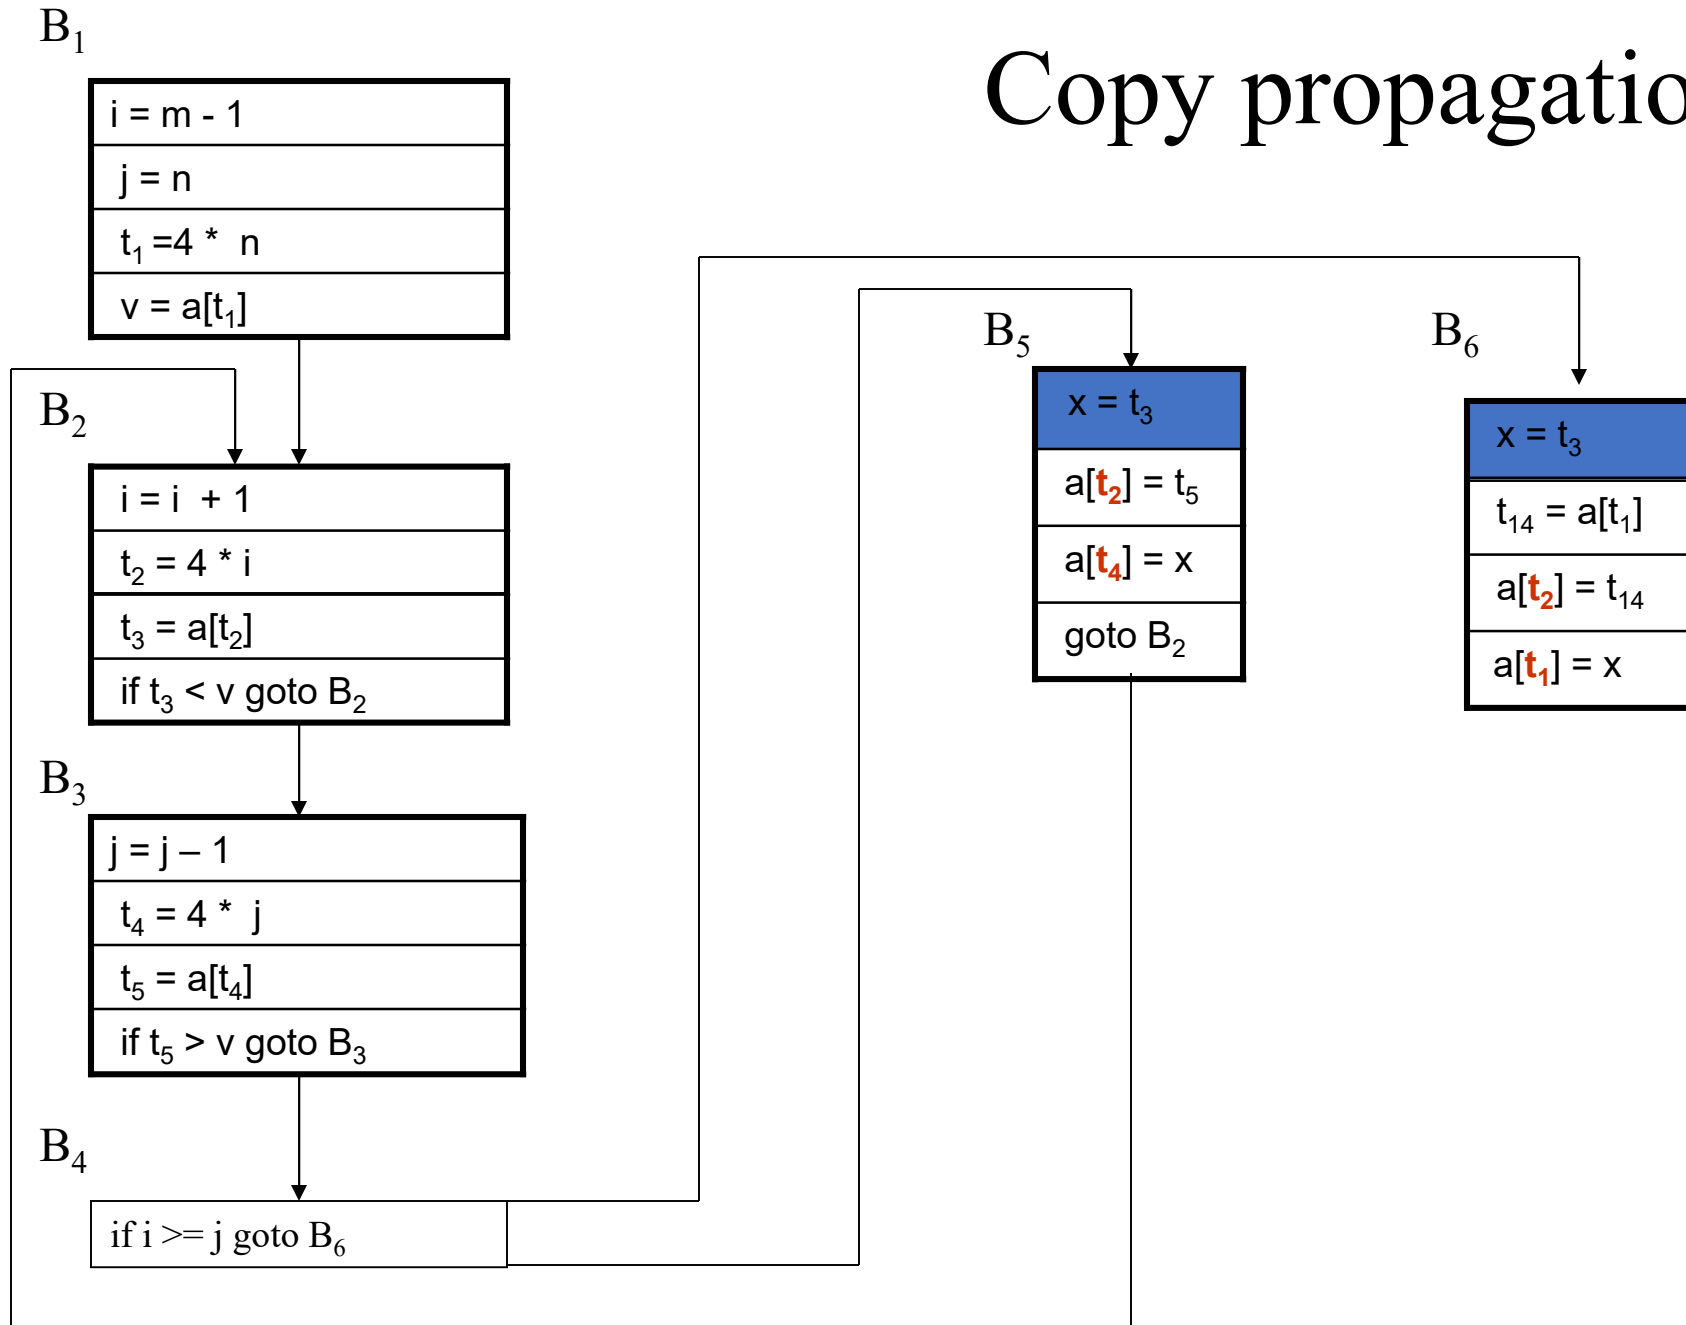 B₁
Copy propagatio
i = m - 1
j = n
t₁ =4 * n
v = a[t₁]
B₂
i = i + 1
t₂ = 4 * i
t₃ = a[t₂]
if t₃ < v goto B₂
B₃
j = j – 1
t₄ = 4 * j
t₅ = a[t₄]
if t₅ > v goto B₃
B₄
if i >= j goto B₆
B₅
x = t₃
a[t₂] = t₅
a[t₄] = x
goto B₂
B₆
x = t₃
t₁₄ = a[t₁]
a[t₂] = t₁₄
a[t₁] = x